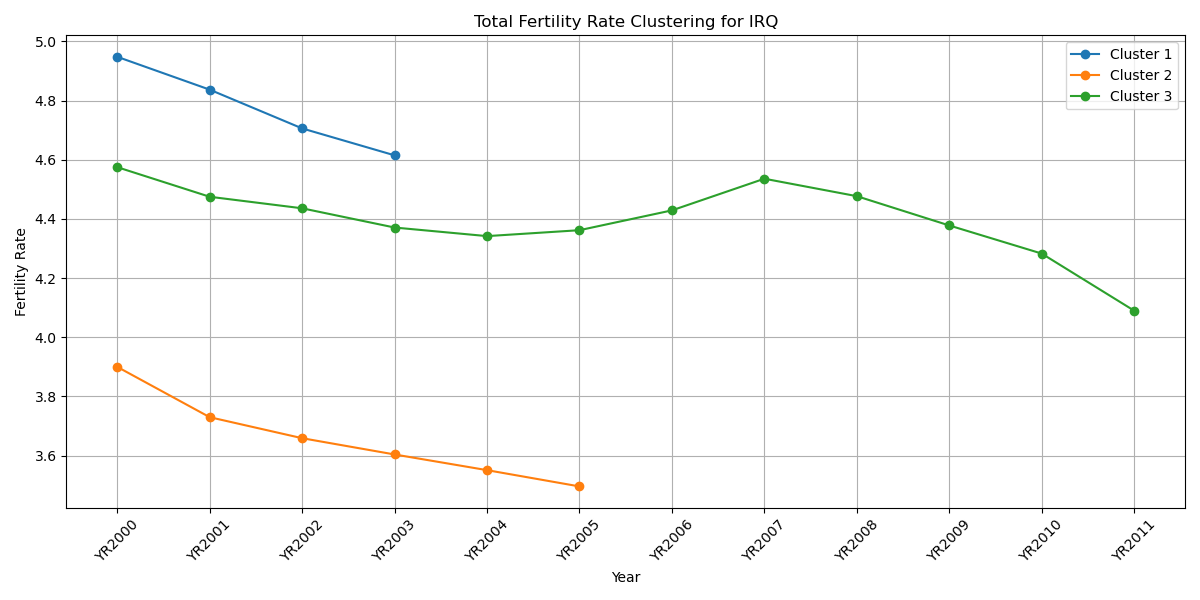 Total Fertility Rate Clustering for IRQ
Cluster 1
Cluster 2
Cluster 3
Fertility Rate
5.0
4.8
4.6
4.4
4.2
4.0
3.8
3.6
YR2000
YR2001
YR2002
YR2003
YR2004
YR2005
YR2006
YR2007
YR2008
YR2009
YR2010
YR2011
Year